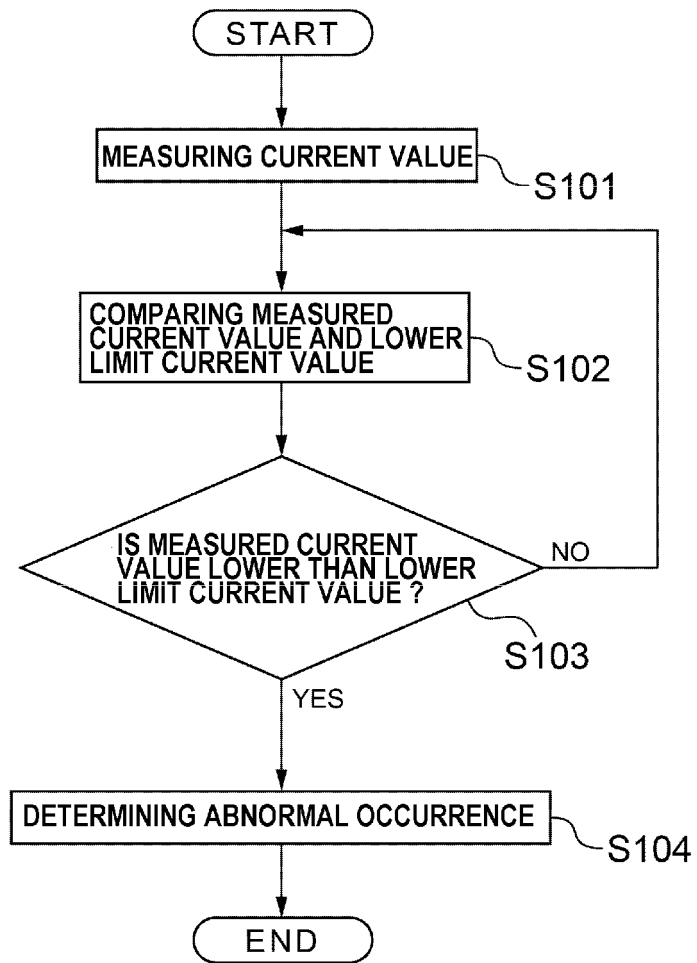 START
MEASURING CURRENT VALUE
S101
COMPARING MEASURED
CURRENT VALUE AND LOWER
LIMIT CURRENT VALUE
S102
IS MEASURED CURRENT
VALUE LOWER THAN LOWER
LIMIT CURRENT VALUE ?
NO
S103
YES
DETERMINING ABNORMAL OCCURRENCE
S104
END